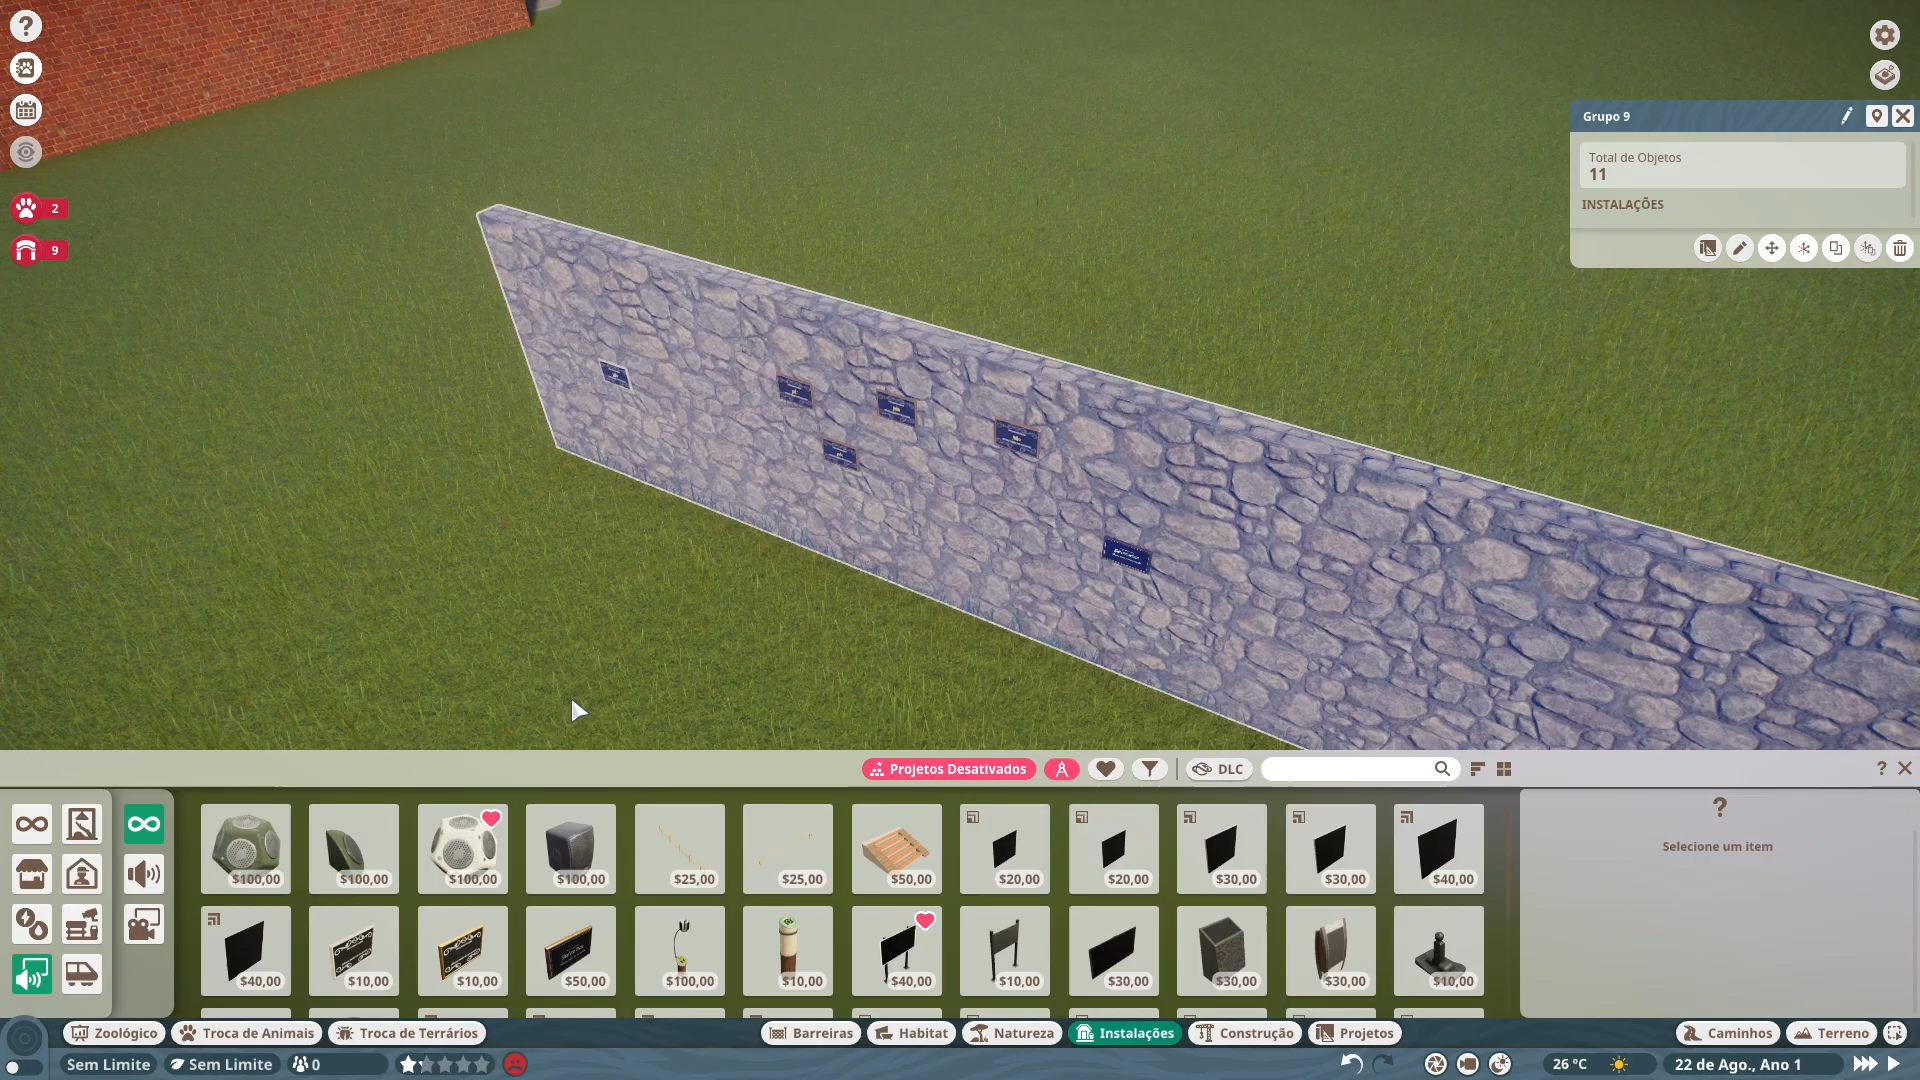 2
9
Grupo 9
Total de Objetos
11
INSTALAÇÕES
Projetos Desativados
DLC
?
?
Selecione um item
$100,00 $100,00 $100,00 $100,00 $25,00 $25,00 $50,00 $20,00 $20,00 $30,00 $30,00 $40,00
$40,00 $10,00 $10,00 $50,00 $100,00 $10,00 $40,00 $10,00 $30,00 $30,00 $30,00 $10,00
Zoológico Troca de Animais Troca de Terrários Barreiras Habitat Natureza Instalações Construção Projetos Caminhos Terreno
Sem Limite Sem Limite 0 26 °C 22 de Ago., Ano 1